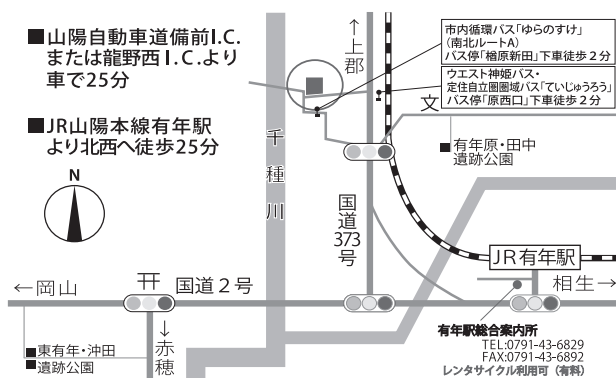 ■山陽自動車道備前I.C.
または龍野西I.C.より
車で25分
■JR山陽本線有年駅
より北西へ徒歩25分
N
↑上郡
市内循環バス「ゆらのすけ」
(南北ルートA)
バス停「楢原新田」下車徒歩2分
ウエスト神姫バス・
定住自立圏圏域バス「ていじゅうろう」
バス停「原西口」下車徒歩2分
文
■有年原・田中
遺跡公園
千種川
国道373号
JR有年駅
←岡山
国道2号
相生→
↓赤穂
■東有年・沖田
■遺跡公園
有年駅総合案内所
TEL:0791-43-6829
FAX:0791-43-6892
レンタサイクル利用可(有料)